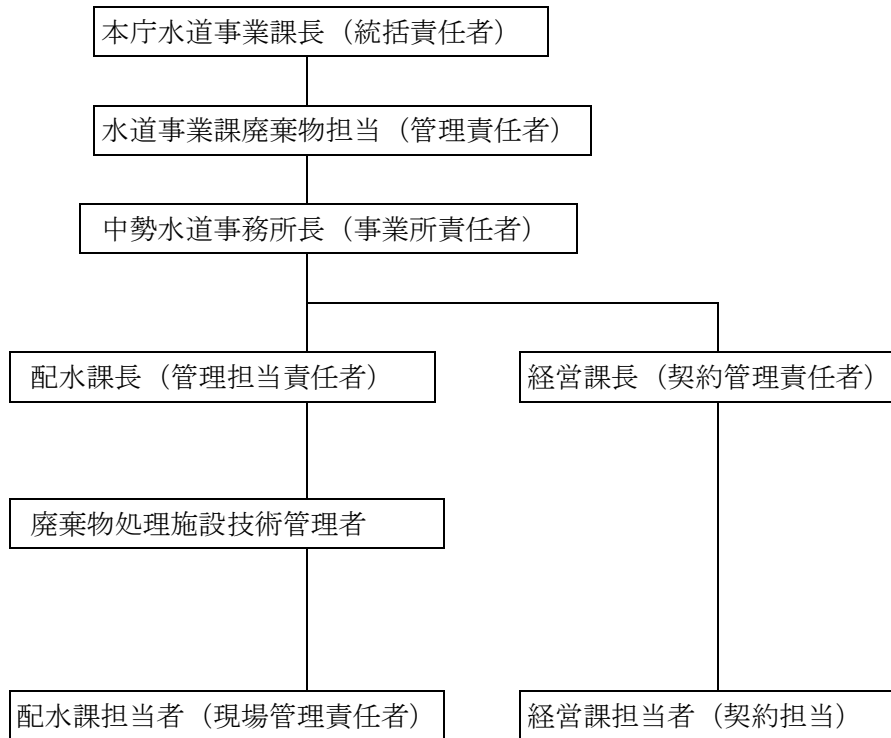 本庁水道事業課長（統括責任者）
水道事業課廃棄物担当（管理責任者）
中勢水道事務所長（事業所責任者）
配水課長（管理担当責任者）
経営課長（契約管理責任者）
廃棄物処理施設技術管理者
配水課担当者（現場管理責任者）
経営課担当者（契約担当）